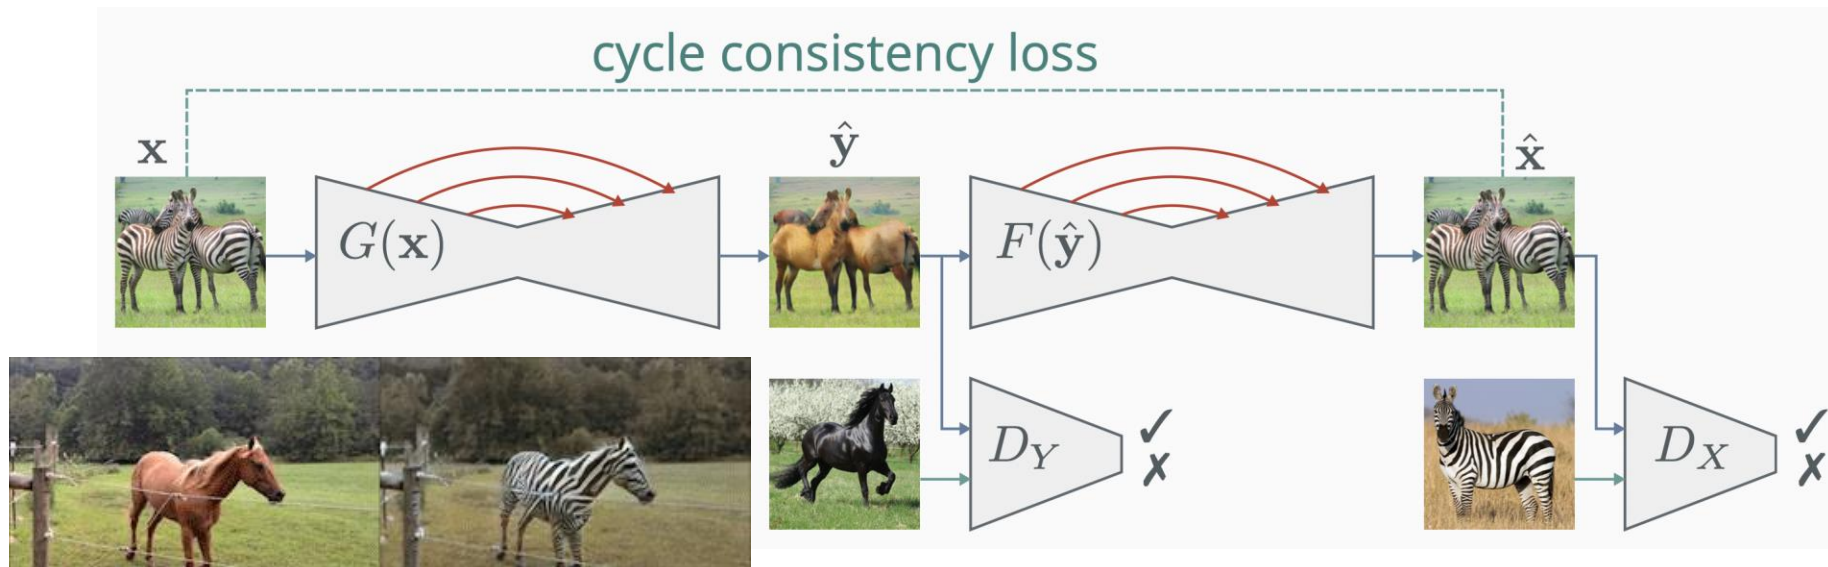 cycle consistency loss
x
ŷ
x̂
G(x)
F(ŷ)
D_Y
✓
✗
D_X
✓
✗